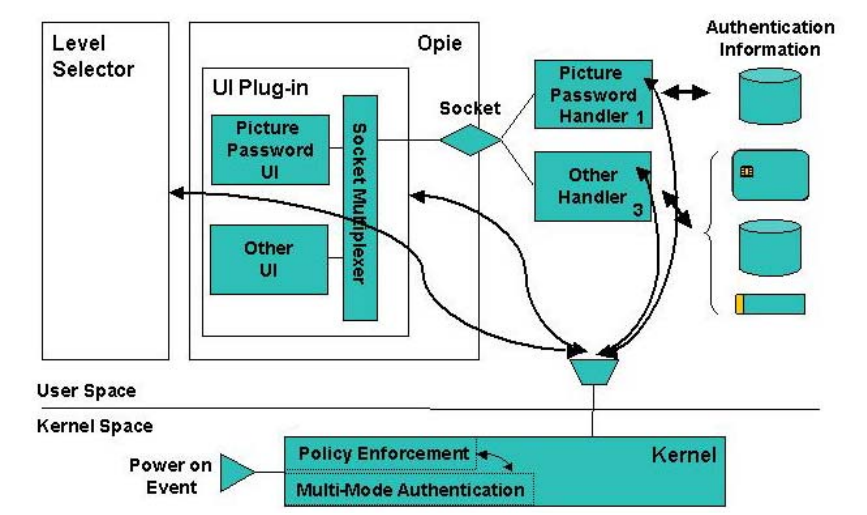 Level
Selector
Opie
UI Plug-in
Picture
Password
UI
Other
UI
Socket Multiplexer
Socket
Picture
Password
Handler 1
Other
Handler
3
Authentication
Information
User Space
Kernel Space
Power on
Event
Policy Enforcement
Multi-Mode Authentication
Kernel